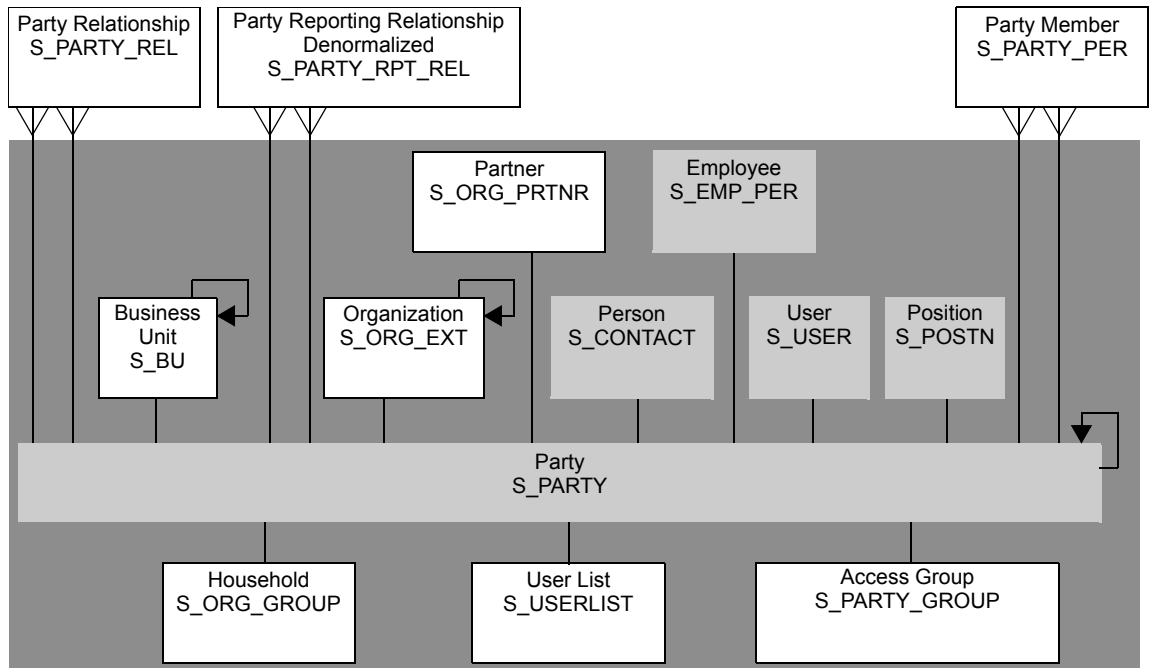 Party Relationship
S_PARTY_REL
Party Reporting Relationship
Denormalized
S_PARTY_RPT_REL
Party Member
S_PARTY_PER
Partner
S_ORG_PRTNR
Employee
S_EMP_PER
Business
Unit
S_BU
Organization
S_ORG_EXT
Person
S_CONTACT
User
S_USER
Position
S_POSTN
Party
S_PARTY
Household
S_ORG_GROUP
User List
S_USERLIST
Access Group
S_PARTY_GROUP